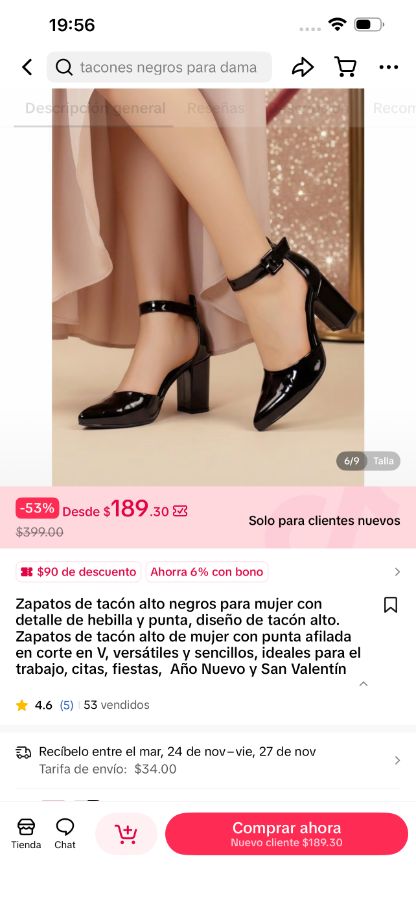 19:56
tacones negros para dama
Descripción general Reseñas Recom
6/9 Talla
-53% Desde $189.30
$399.00
Solo para clientes nuevos
$90 de descuento Ahorra 6% con bono
Zapatos de tacón alto negros para mujer con
detalle de hebilla y punta, diseño de tacón alto.
Zapatos de tacón alto de mujer con punta afilada
en corte en V, versátiles y sencillos, ideales para el
trabajo, citas, fiestas, Año Nuevo y San Valentín
4.6 (5) 53 vendidos
Recíbelo entre el mar, 24 de nov–vie, 27 de nov
Tarifa de envío: $34.00
Tienda Chat
Comprar ahora
Nuevo cliente $189.30